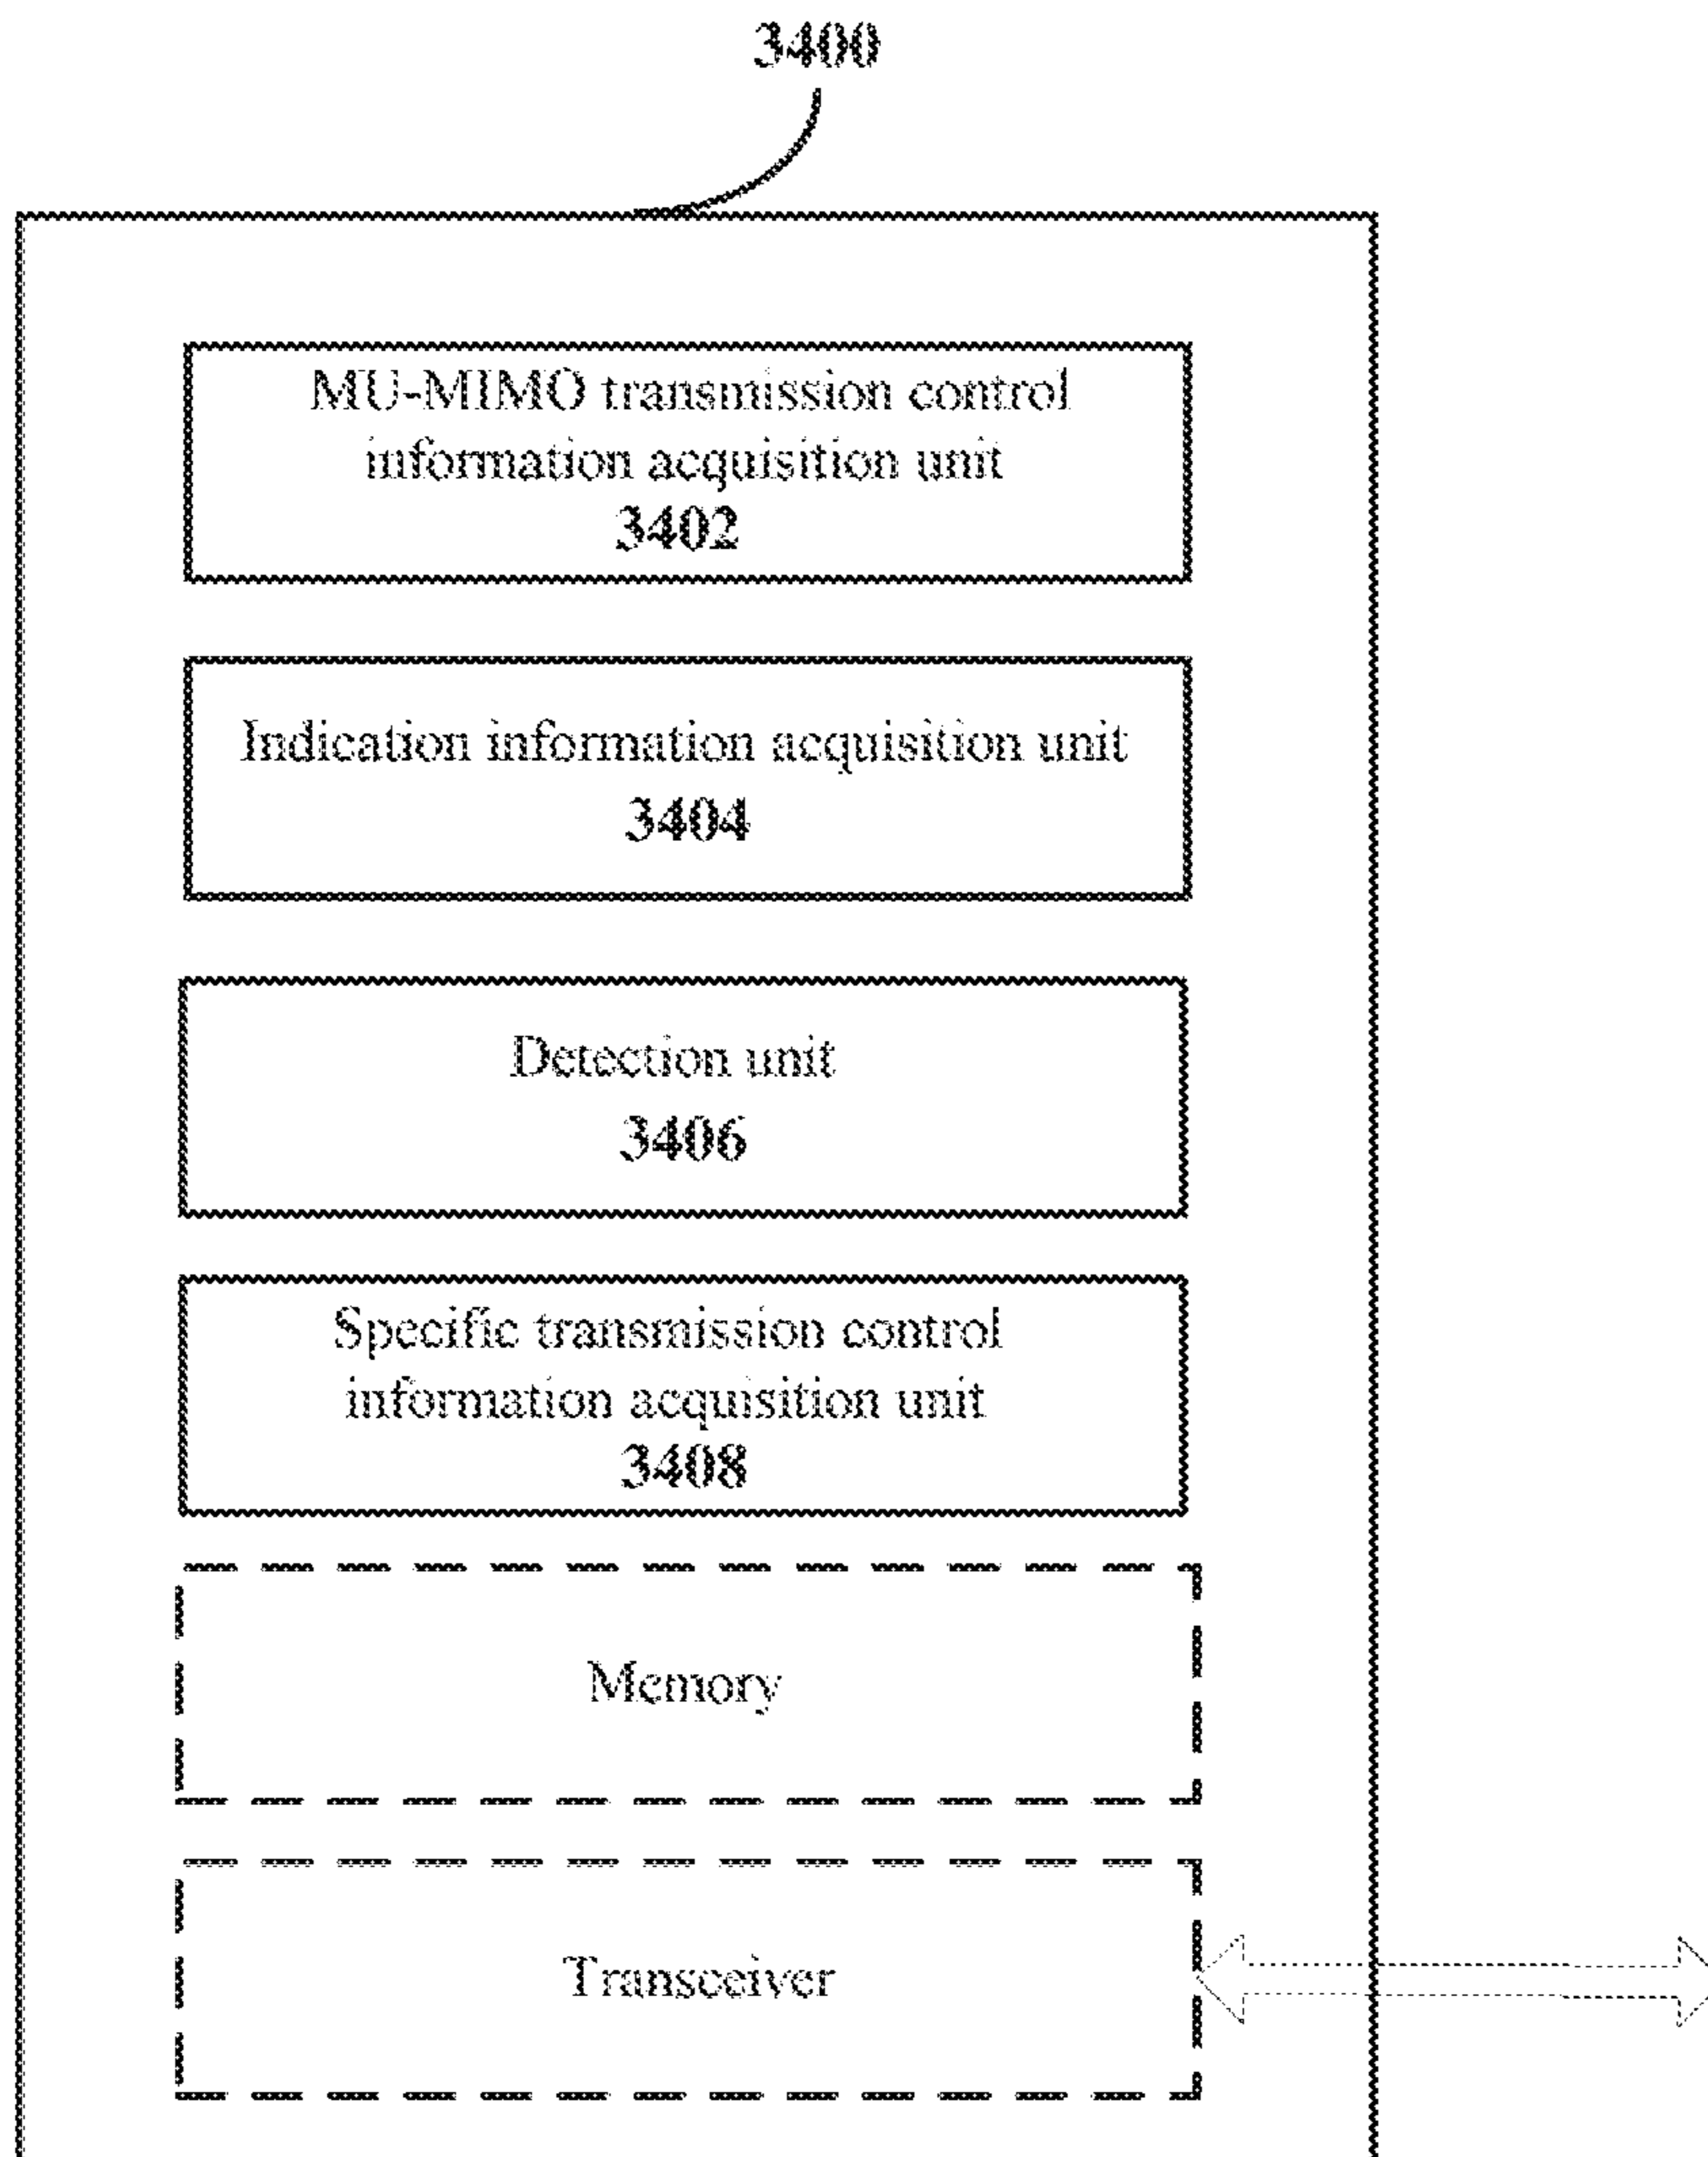 3400
MU-MIMO transmission control
information acquisition unit
3402
Indication information acquisition unit
3404
Detection unit
3406
Specific transmission control
information acquisition unit
3408
Memory
Transceiver